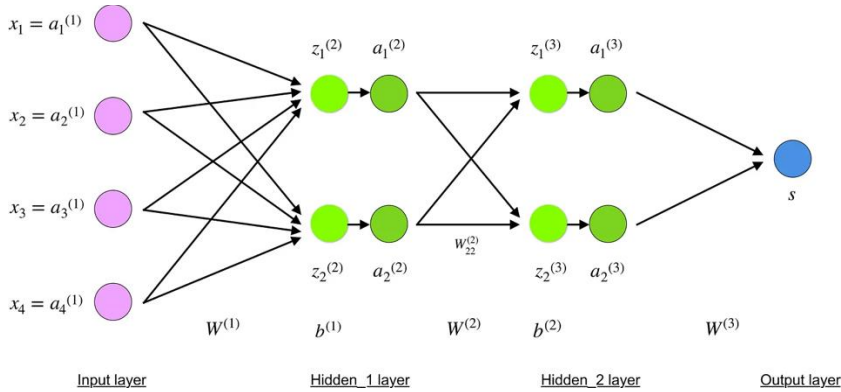 x₁ = a₁⁽¹⁾
x₂ = a₂⁽¹⁾
x₃ = a₃⁽¹⁾
x₄ = a₄⁽¹⁾
z₁⁽²⁾ a₁⁽²⁾
z₂⁽²⁾ a₂⁽²⁾
z₁⁽³⁾ a₁⁽³⁾
z₂⁽³⁾ a₂⁽³⁾
W₂₂⁽²⁾
s
W⁽¹⁾ b⁽¹⁾ W⁽²⁾ b⁽²⁾ W⁽³⁾
Input layer Hidden_1 layer Hidden_2 layer Output layer